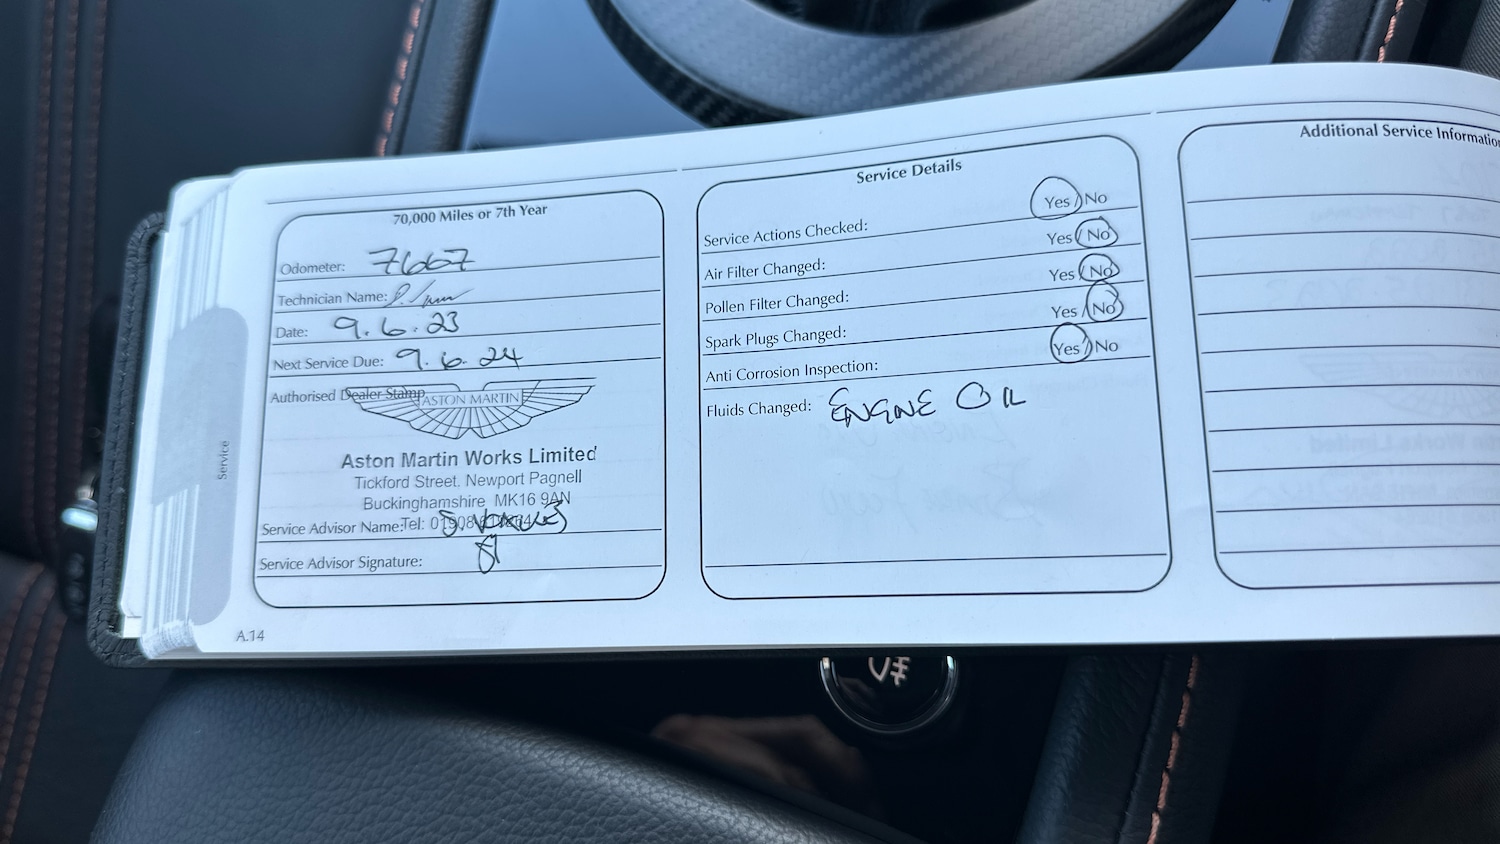 70,000 Miles or 7th Year
Odometer: 7667
Technician Name:
Date: 9.6.23
Next Service Due: 9.6.24
Authorised Dealer Stamp
ASTON MARTIN
Aston Martin Works Limited
Tickford Street, Newport Pagnell
Buckinghamshire MK16 9AN
Service Advisor Name: Tel: 01908
Service Advisor Signature:
A.14
Service
Service Details
Service Actions Checked: Yes / No
Air Filter Changed: Yes / No
Pollen Filter Changed: Yes / No
Spark Plugs Changed: Yes / No
Anti Corrosion Inspection: Yes / No
Fluids Changed: ENGINE OIL
Additional Service Informatio